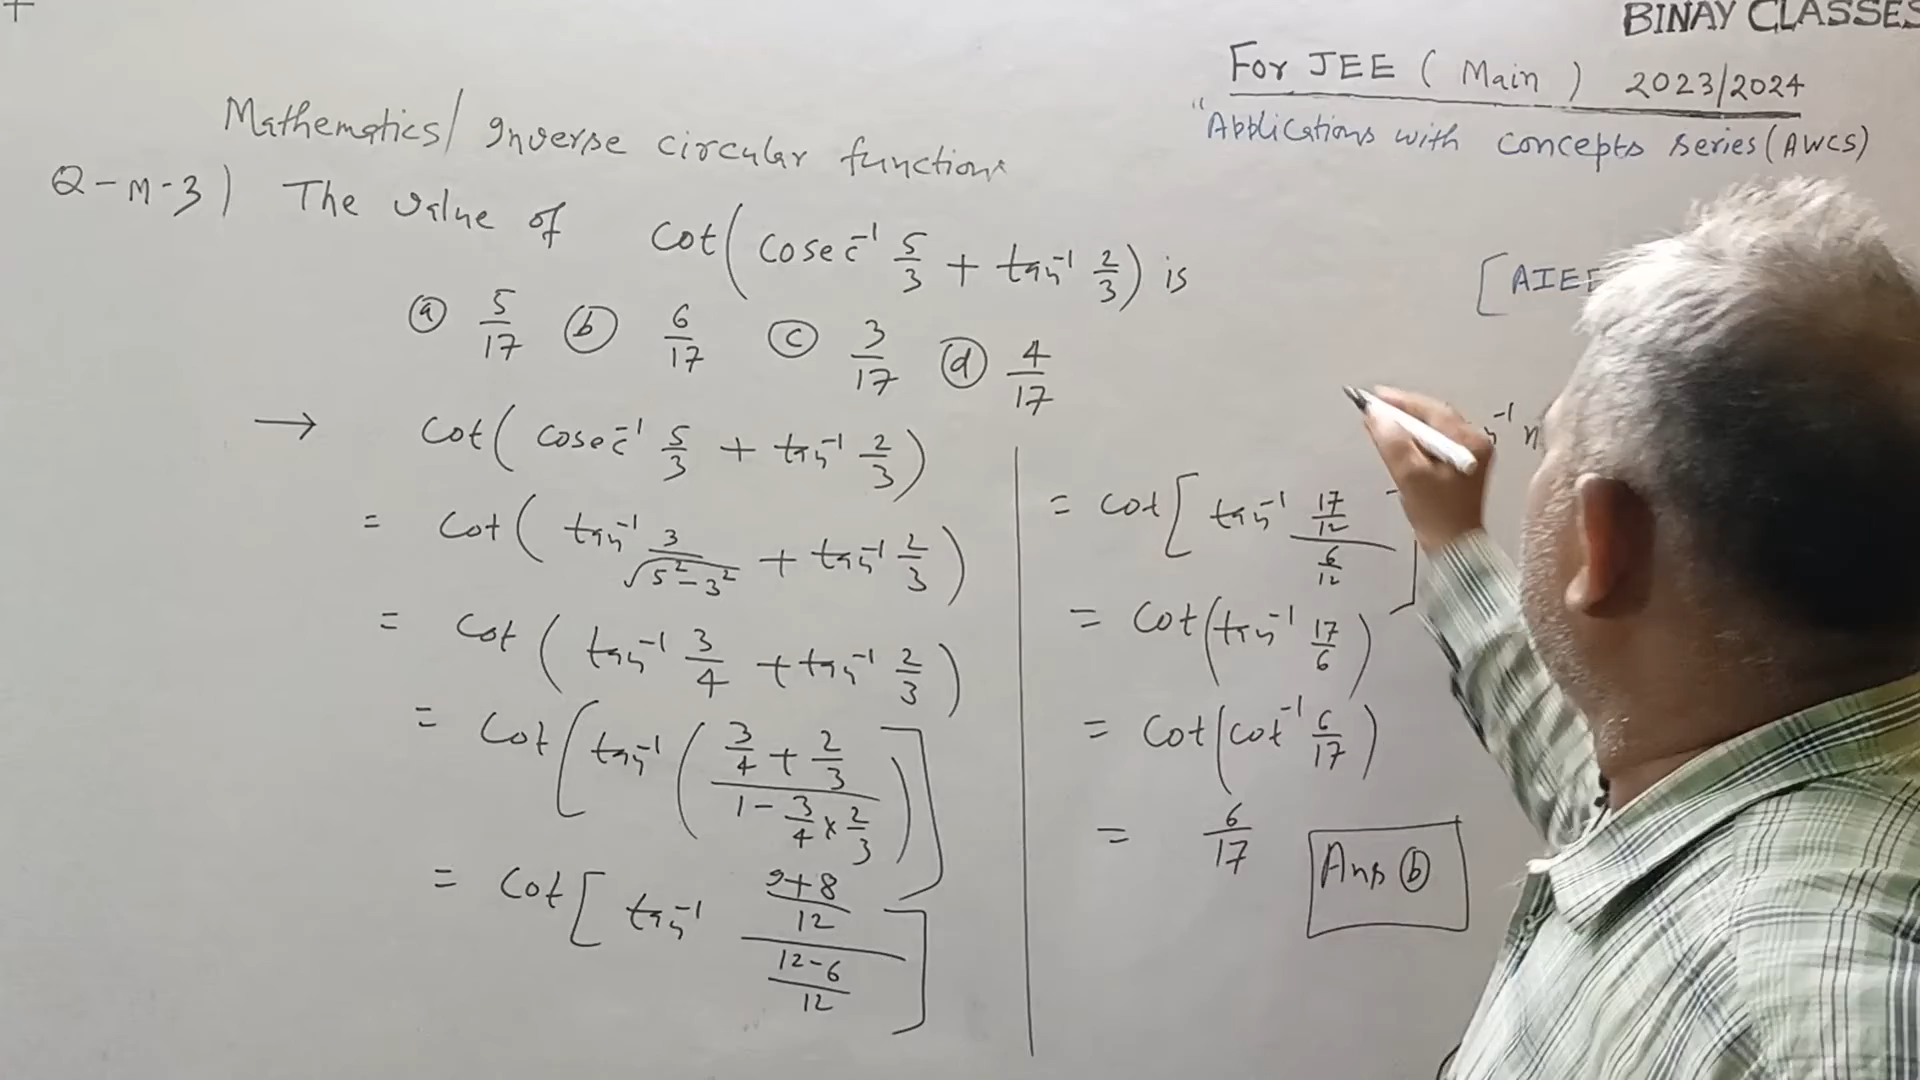 BINAY CLASSES
For JEE ( Main ) 2023/2024
"Applications with concepts series (AWCS)
Mathematics/ Inverse circular functions
Q-M-3) The value of cot(cosec⁻¹ 5/3 + tan⁻¹ 2/3) is
[AIEE
ⓐ 5/17 ⓑ 6/17 ⓒ 3/17 ⓓ 4/17
→ cot(cosec⁻¹ 5/3 + tan⁻¹ 2/3)
= cot(tan⁻¹ 3/√(5²-3²) + tan⁻¹ 2/3)
= cot(tan⁻¹ 3/4 + tan⁻¹ 2/3)
= cot[tan⁻¹((3/4 + 2/3)/(1 - 3/4 × 2/3))]
= cot[tan⁻¹ ((9+8)/12)/((12-6)/12)]
= cot[tan⁻¹ (17/12)/(6/12)]
= cot(tan⁻¹ 17/6)
= cot(cot⁻¹ 6/17)
= 6/17
Ans ⓑ